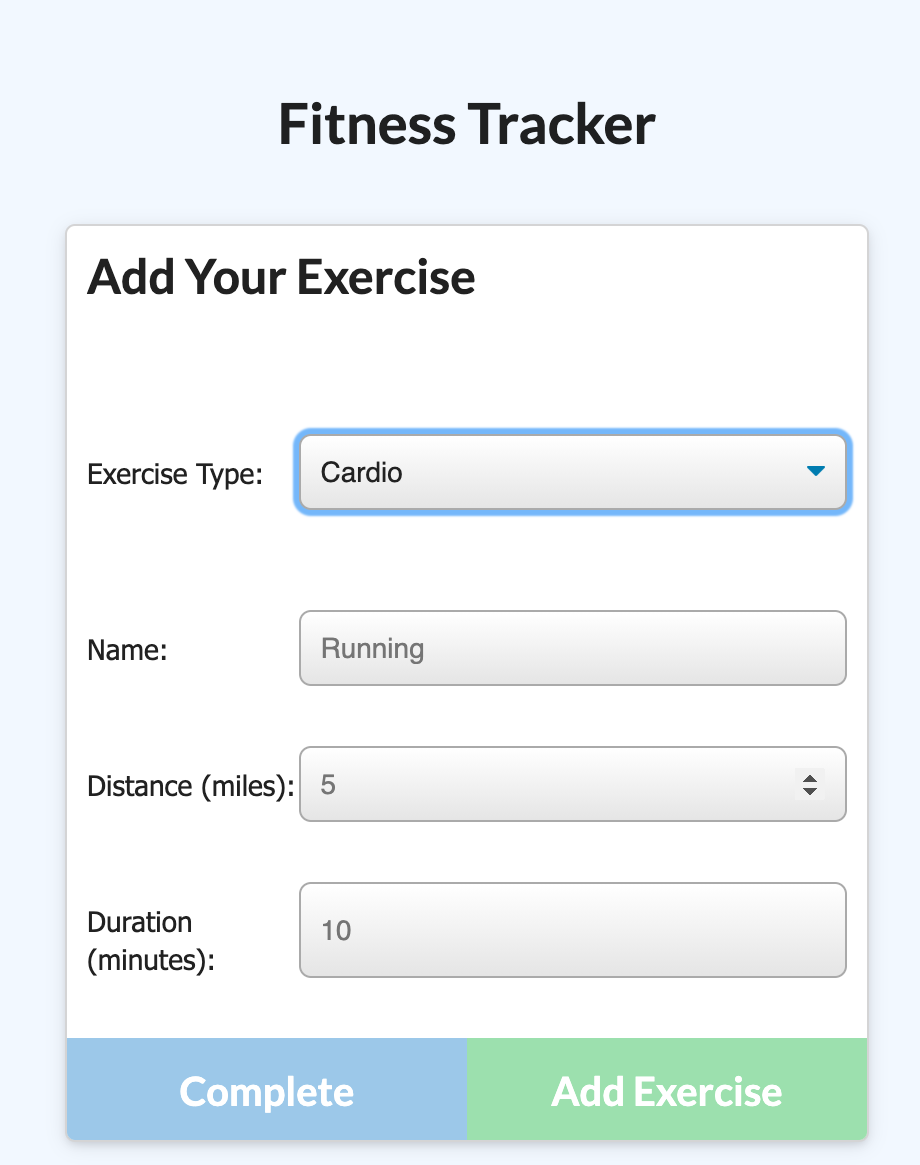 Fitness Tracker
Add Your Exercise
Exercise Type: Cardio
Name: Running
Distance (miles): 5
Duration
(minutes): 10
Complete Add Exercise